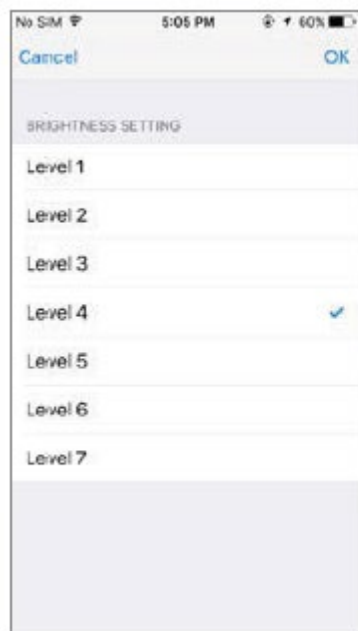 No SIM 5:05 PM 60%
Cancel OK
BRIGHTNESS SETTING
Level 1
Level 2
Level 3
Level 4
Level 5
Level 6
Level 7